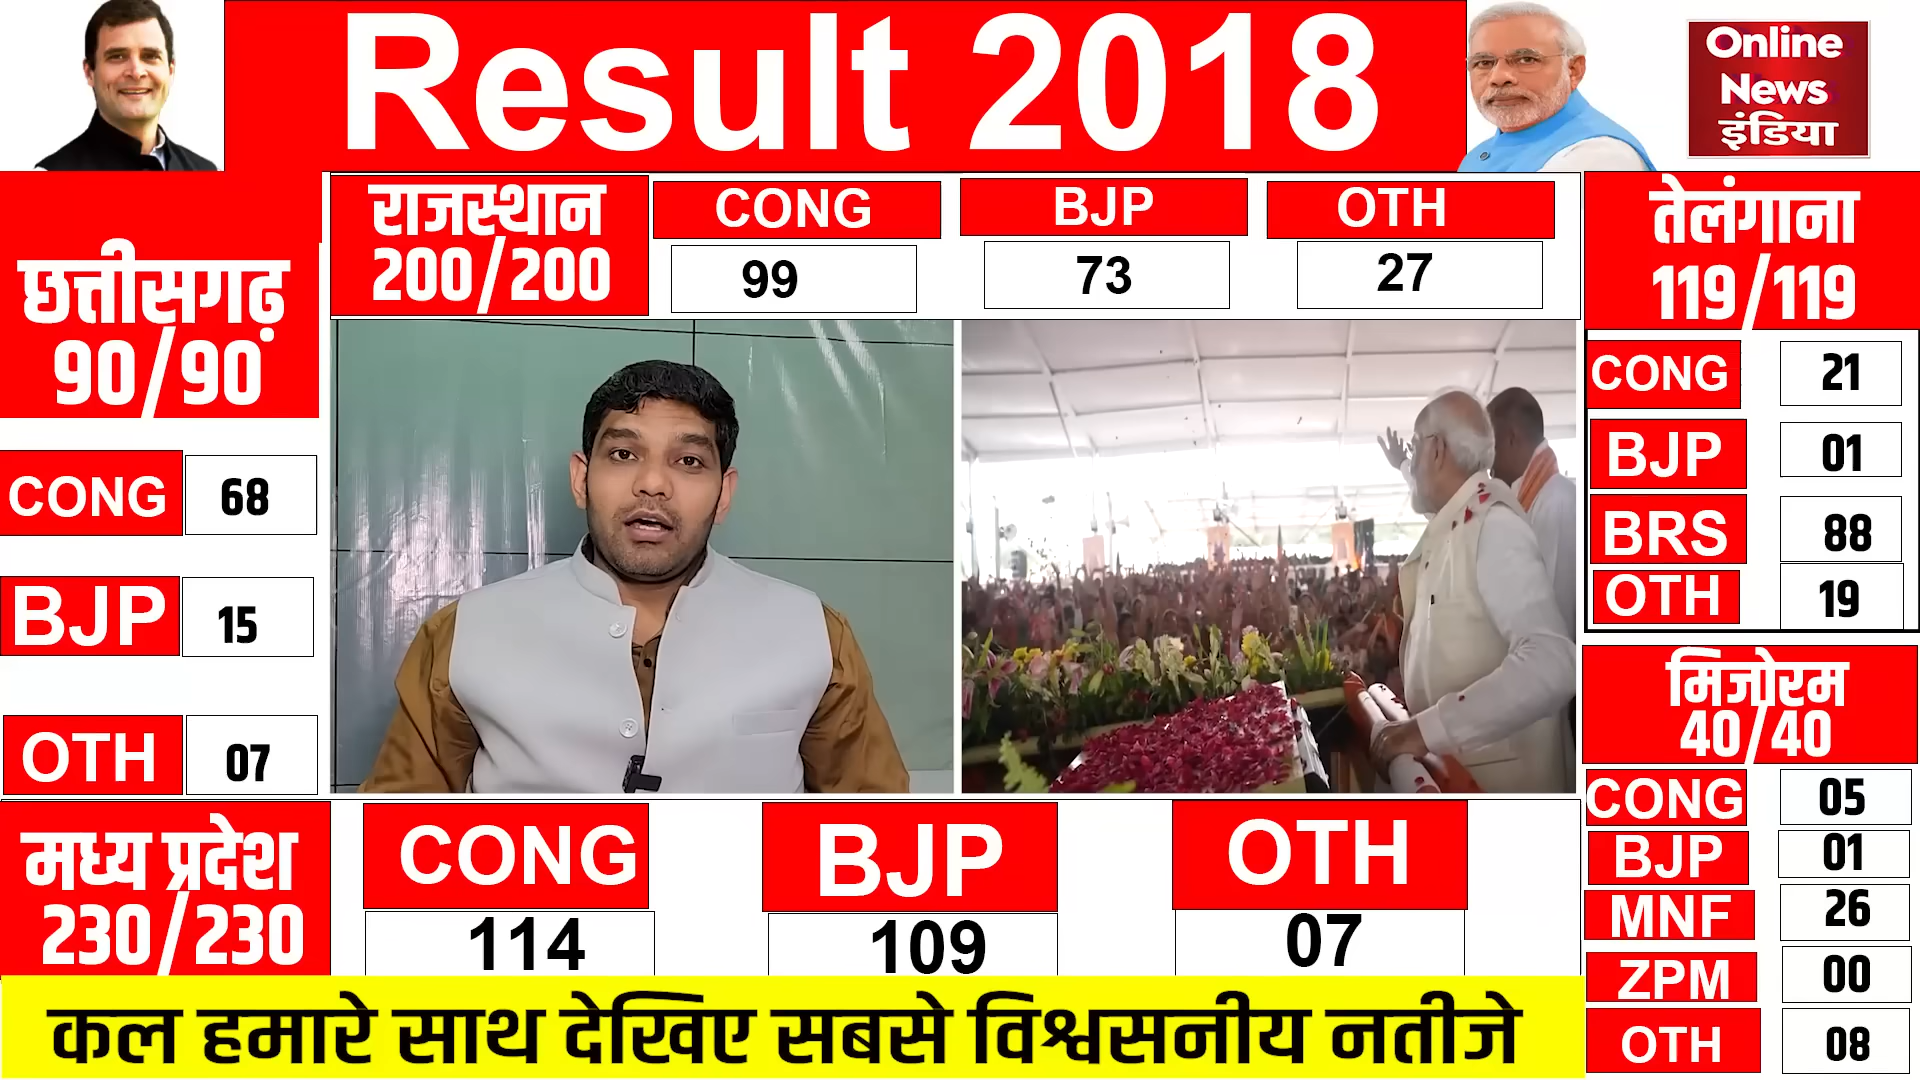 Result 2018
Online
News
इंडिया
छत्तीसगढ़
90/90
CONG 68
BJP 15
OTH 07
राजस्थान
200/200
CONG BJP OTH
99 73 27
तेलंगाना
119/119
CONG 21
BJP 01
BRS 88
OTH 19
मिजोरम
40/40
CONG 05
BJP 01
MNF 26
ZPM 00
OTH 08
मध्य प्रदेश
230/230
CONG BJP OTH
114 109 07
कल हमारे साथ देखिए सबसे विश्वसनीय नतीजे